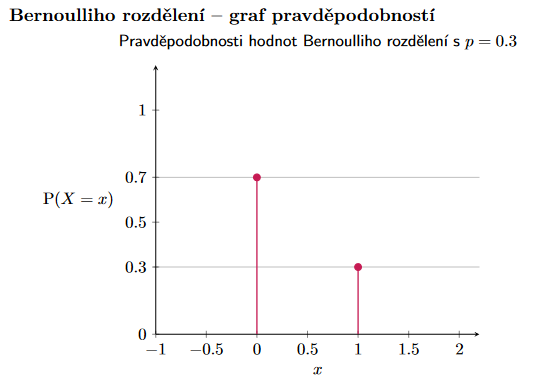 Bernoulliho rozdělení – graf pravděpodobností
Pravděpodobnosti hodnot Bernoulliho rozdělení s p = 0.3
1
0.7
P(X = x)
0.5
0.3
0
−1 −0.5 0 0.5 1 1.5 2
x